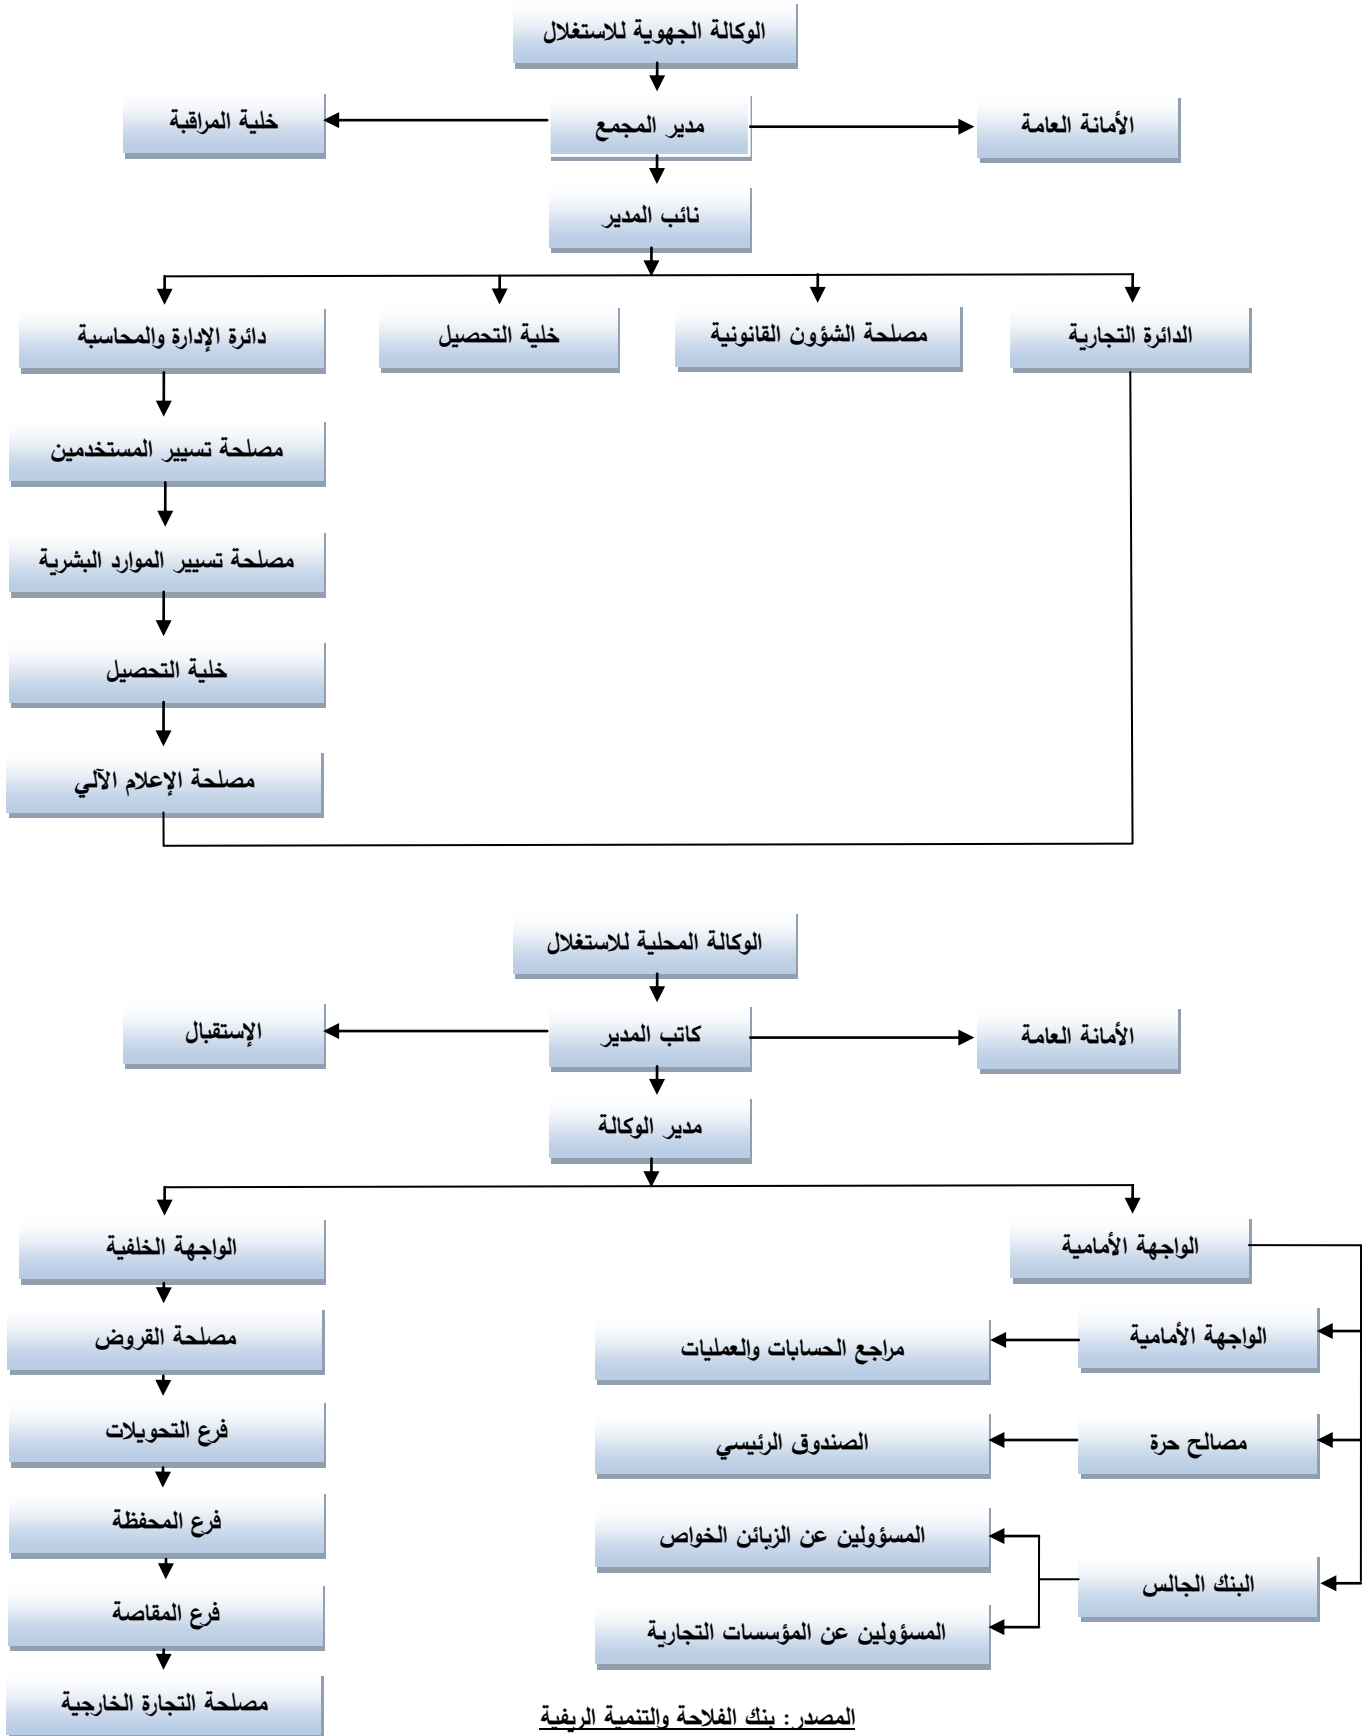 الوكالة الجهوية للاستغلال
الأمانة العامة
مدير المجمع
خلية المراقبة
نائب المدير
الدائرة التجارية
مصلحة الشؤون القانونية
خلية التحصيل
دائرة الإدارة والمحاسبة
مصلحة تسيير المستخدمين
مصلحة تسيير الموارد البشرية
خلية التحصيل
مصلحة الإعلام الآلي
الوكالة المحلية للاستغلال
الأمانة العامة
كاتب المدير
الإستقبال
مدير الوكالة
الواجهة الأمامية
الواجهة الخلفية
الواجهة الأمامية
مراجع الحسابات والعمليات
مصلحة القروض
مصالح حرة
الصندوق الرئيسي
فرع التحويلات
البنك الجالس
المسؤولين عن الزبائن الخواص
المسؤولين عن المؤسسات التجارية
فرع المحفظة
فرع المقاصة
مصلحة التجارة الخارجية
المصدر: بنك الفلاحة والتنمية الريفية